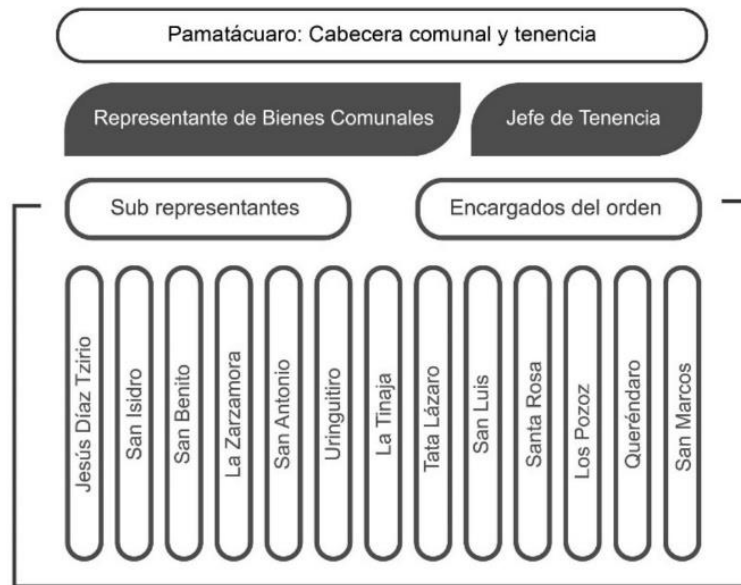 Pamatácuaro: Cabecera comunal y tenencia
Representante de Bienes Comunales
Jefe de Tenencia
Sub representantes
Encargados del orden
Jesús Díaz Tzirio
San Isidro
San Benito
La Zarzamora
San Antonio
Uringuitiro
La Tinaja
Tata Lázaro
San Luis
Santa Rosa
Los Pozoz
Queréndaro
San Marcos